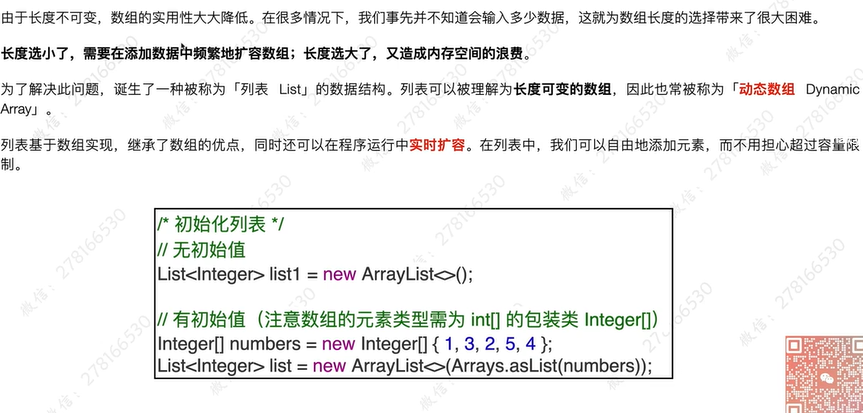 由于长度不可变，数组的实用性大大降低。在很多情况下，我们事先并不知道会输入多少数据，这就为数组长度的选择带来了很大困难。
长度选小了，需要在添加数据中频繁地扩容数组；长度选大了，又造成内存空间的浪费。
为了解决此问题，诞生了一种被称为「列表 List」的数据结构。列表可以被理解为长度可变的数组，因此也常被称为「动态数组 Dynamic
Array」。
列表基于数组实现，继承了数组的优点，同时还可以在程序运行中实时扩容。在列表中，我们可以自由地添加元素，而不用担心超过容量限
制。
/* 初始化列表 */
// 无初始值
List<Integer> list1 = new ArrayList<>();
// 有初始值（注意数组的元素类型需为 int[] 的包装类 Integer[]）
Integer[] numbers = new Integer[] { 1, 3, 2, 5, 4 };
List<Integer> list = new ArrayList<>(Arrays.asList(numbers));
微信：278166530